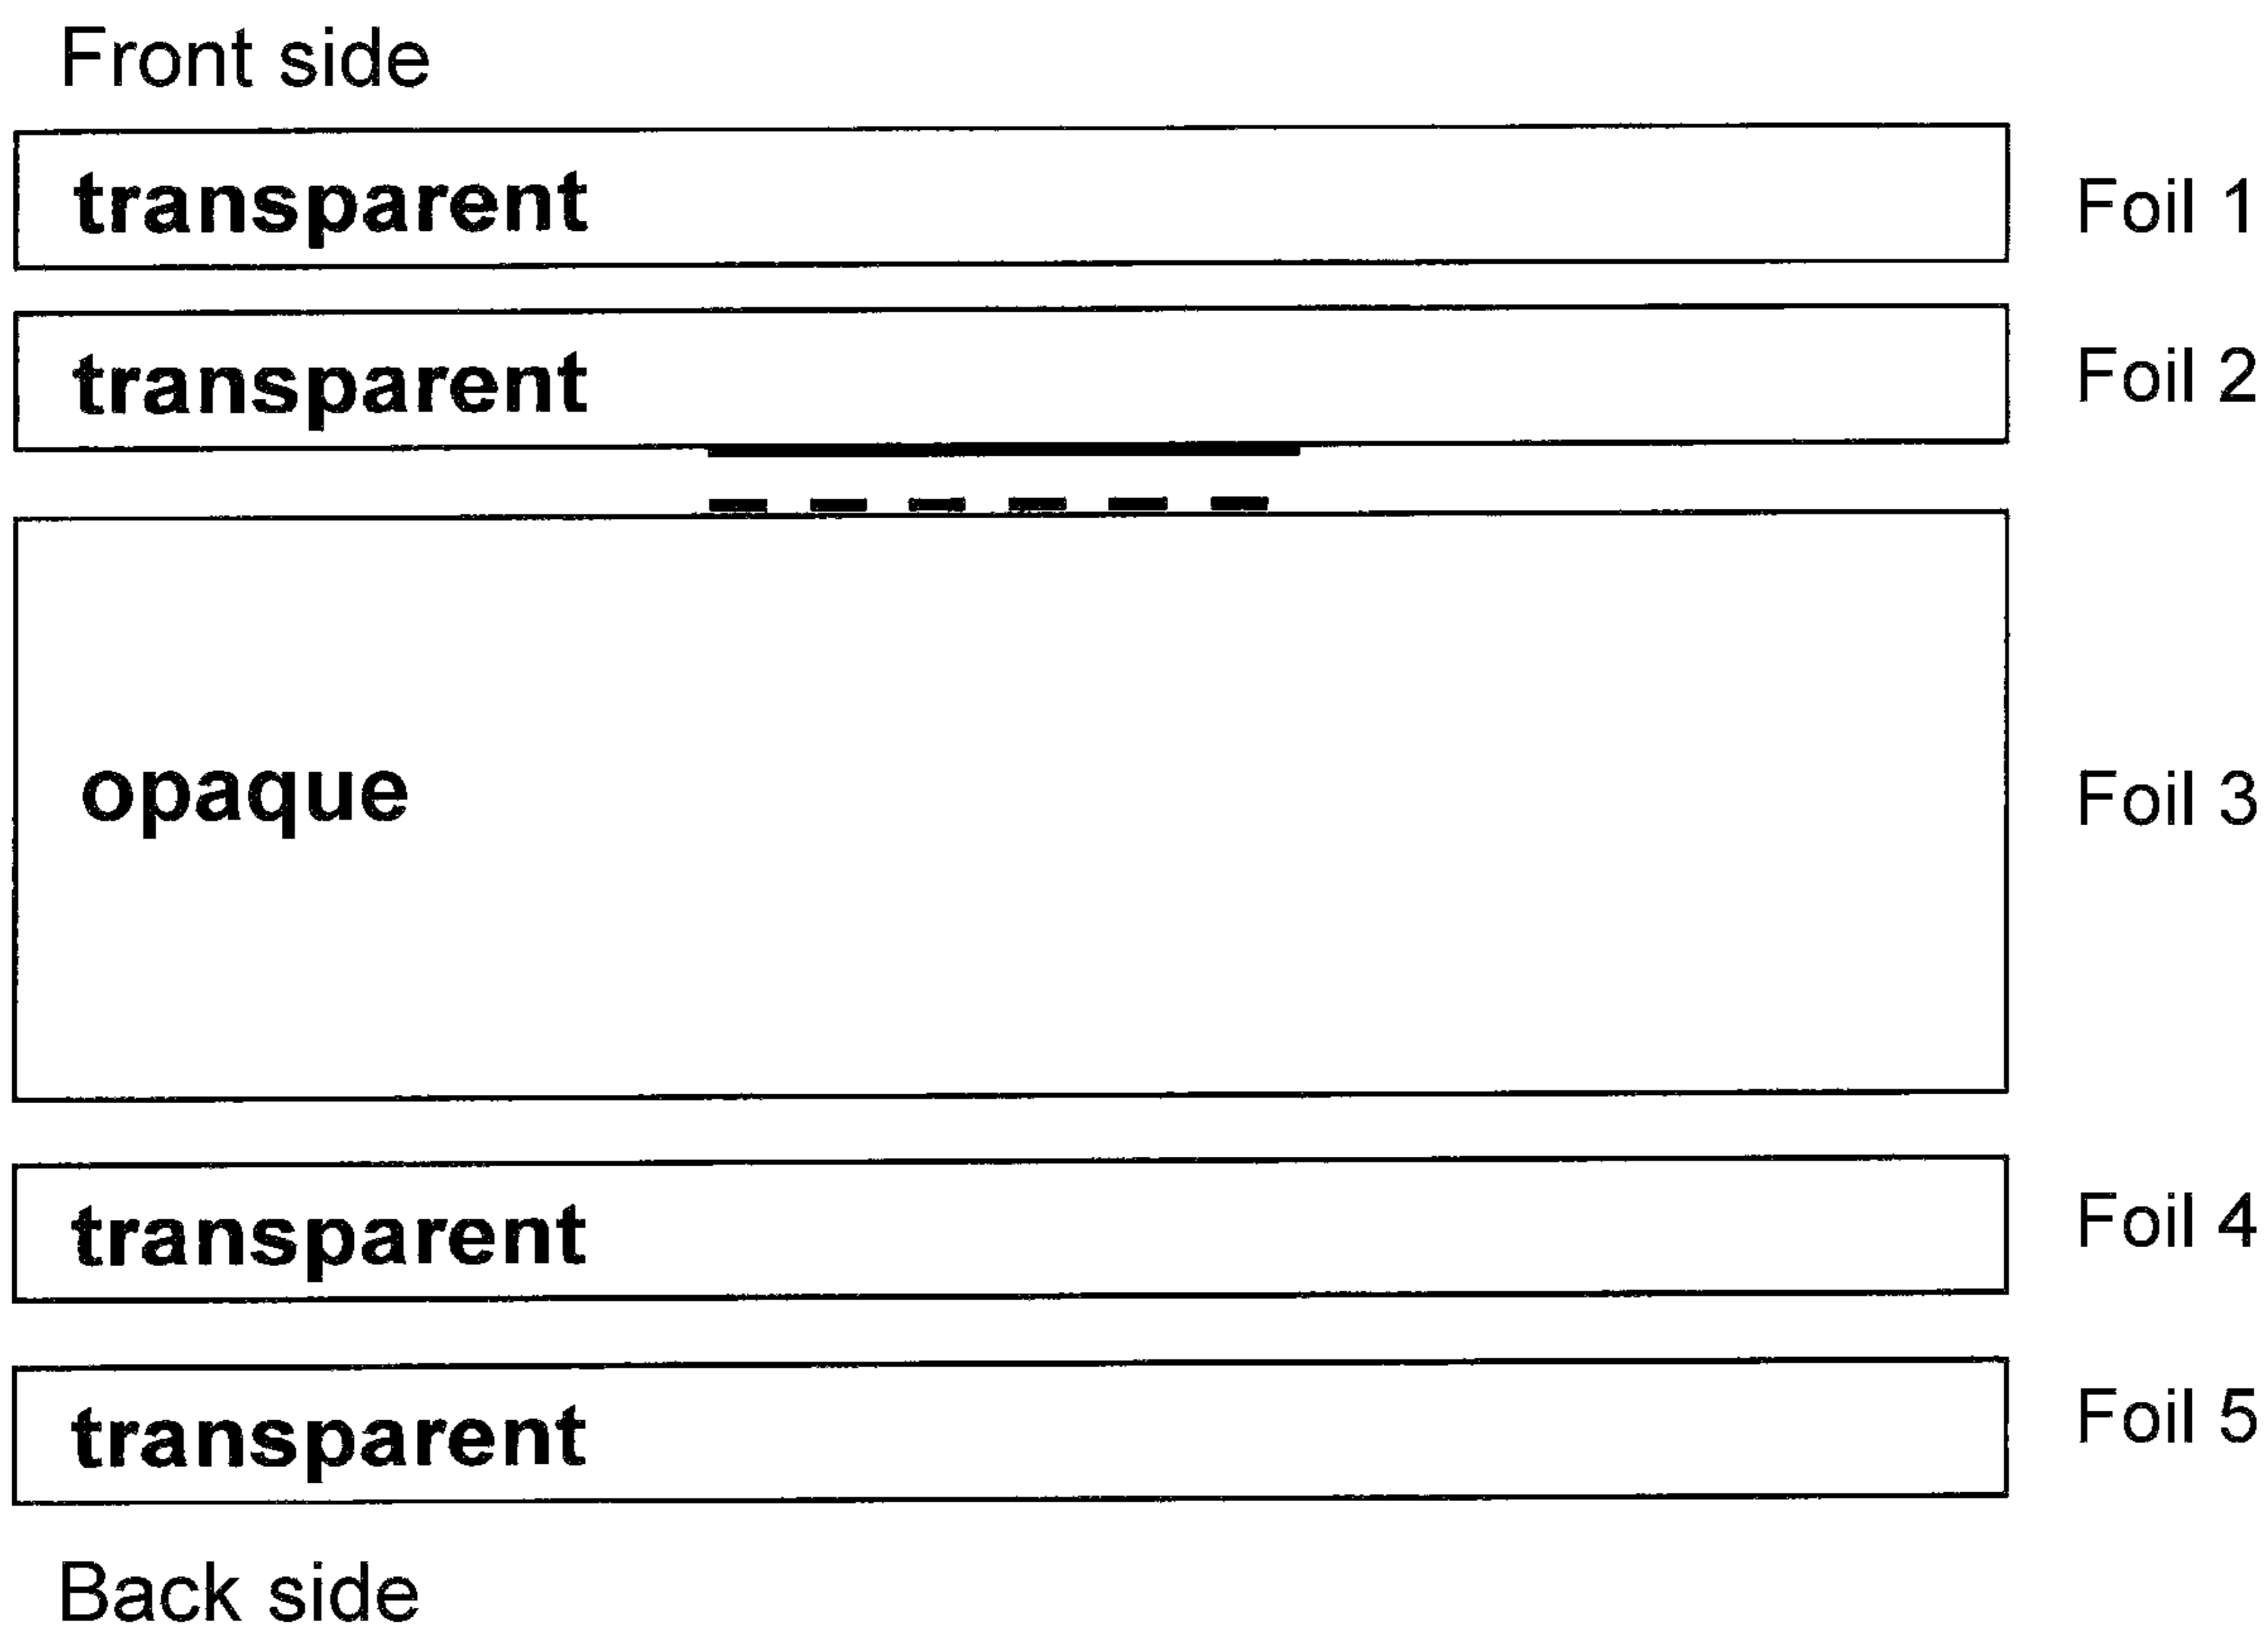 Front side
transparent Foil 1
transparent Foil 2
opaque Foil 3
transparent Foil 4
transparent Foil 5
Back side